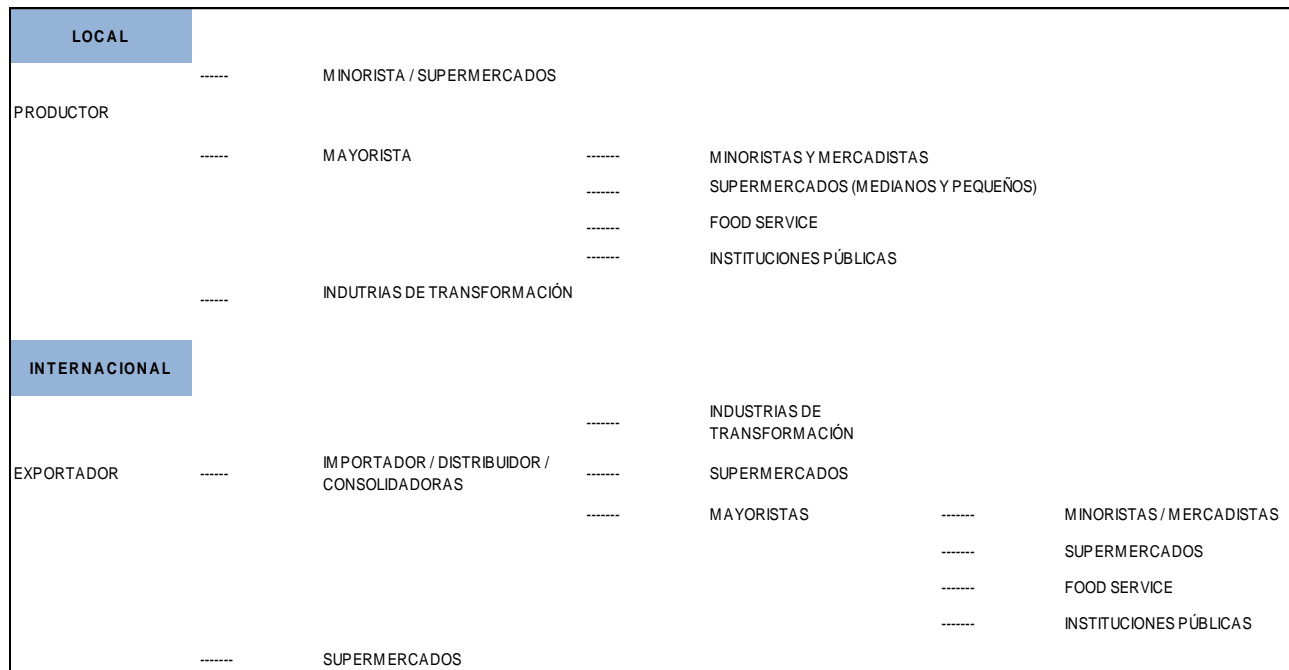 LOCAL
------ MINORISTA / SUPERMERCADOS
PRODUCTOR
------ MAYORISTA ------- MINORISTAS Y MERCADISTAS
------- SUPERMERCADOS (MEDIANOS Y PEQUEÑOS)
------- FOOD SERVICE
------- INSTITUCIONES PÚBLICAS
------ INDUTRIAS DE TRANSFORMACIÓN
INTERNACIONAL
------- INDUSTRIAS DE
TRANSFORMACIÓN
EXPORTADOR ------ IMPORTADOR / DISTRIBUIDOR /
CONSOLIDADORAS ------- SUPERMERCADOS
------- MAYORISTAS ------- MINORISTAS / MERCADISTAS
------- SUPERMERCADOS
------- FOOD SERVICE
------- INSTITUCIONES PÚBLICAS
------- SUPERMERCADOS